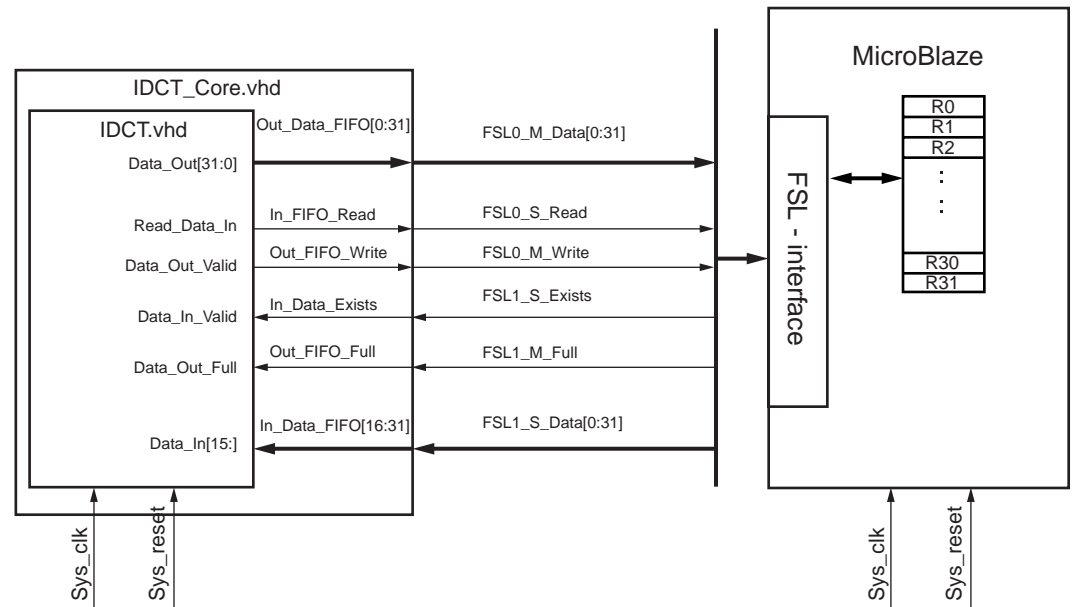 MicroBlaze
IDCT_Core.vhd
IDCT.vhd
Out_Data_FIFO[0:31]
FSL0_M_Data[0:31]
Data_Out[31:0]
Read_Data_In
In_FIFO_Read
FSL0_S_Read
Data_Out_Valid
Out_FIFO_Write
FSL0_M_Write
Data_In_Valid
In_Data_Exists
FSL1_S_Exists
Data_Out_Full
Out_FIFO_Full
FSL1_M_Full
Data_In[15:]
In_Data_FIFO[16:31]
FSL1_S_Data[0:31]
FSL - interface
R0
R1
R2
:
:
R30
R31
Sys_clk
Sys_reset
Sys_clk
Sys_reset